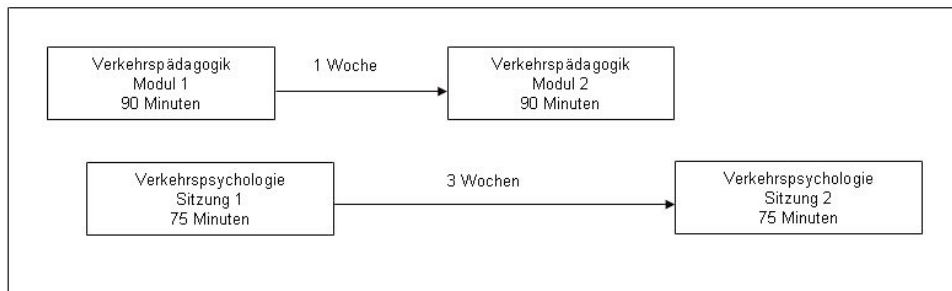 Verkehrspädagogik
Modul 1
90 Minuten
1 Woche
Verkehrspädagogik
Modul 2
90 Minuten
Verkehrspsychologie
Sitzung 1
75 Minuten
3 Wochen
Verkehrspsychologie
Sitzung 2
75 Minuten